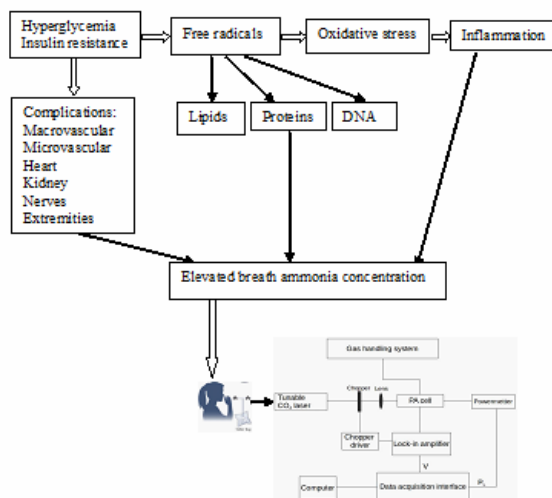 Hyperglycemia
Insulin resistance
Free radicals
Oxidative stress
Inflammation
Complications:
Macrovascular
Microvascular
Heart
Kidney
Nerves
Extremities
Lipids
Proteins
DNA
Elevated breath ammonia concentration
Gas handling system
Tunable
CO₂ laser
Chopper
Lens
PA cell
Powermeter
Chopper
driver
Lock-in amplifier
V
Computer
Data acquisition interface